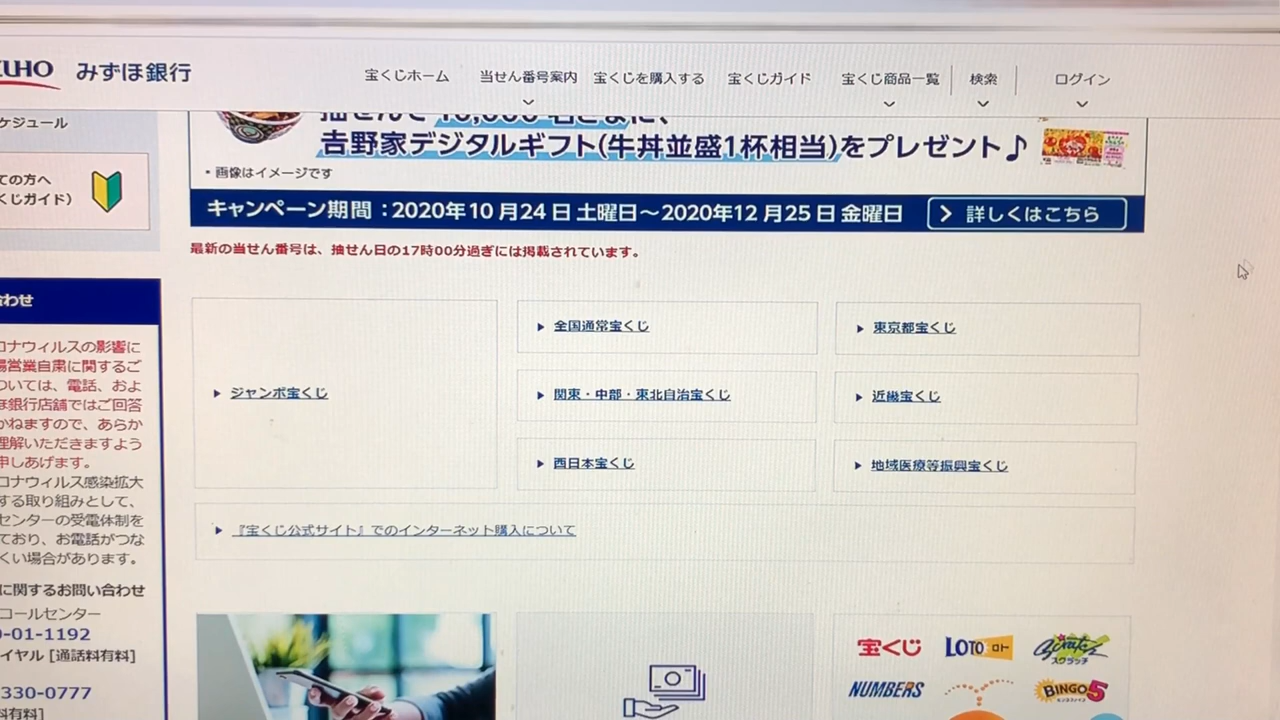 UHO みずほ銀行
宝くじホーム 当せん番号案内 宝くじを購入する 宝くじガイド 宝くじ商品一覧 検索 ログイン
ケジュール
ての方へ
くじガイド）
吉野家デジタルギフト(牛丼並盛1杯相当)をプレゼント♪
* 画像はイメージです
キャンペーン期間：2020年10月24日 土曜日～2020年12月25日 金曜日 詳しくはこちら
最新の当せん番号は、抽せん日の17時00分過ぎには掲載されています。
わせ
ジャンボ宝くじ
全国通常宝くじ
東京都宝くじ
関東・中部・東北自治宝くじ
近畿宝くじ
西日本宝くじ
地域医療等振興宝くじ
『宝くじ公式サイト』でのインターネット購入について
ロナウィルスの影響に
場営業自粛に関するご
ついては、電話、およ
ほ銀行店舗ではご回答
かねますので、あらか
理解いただきますよう
申しあげます。
ロナウィルス感染拡大
する取り組みとして、
センターの受電体制を
ており、お電話がつな
くい場合があります。
に関するお問い合わせ
コールセンター
0-01-1192
イヤル [通話料有料]
330-0777
料有料]
宝くじ LOTO ロト Scratch スクラッチ
NUMBERS BINGO5